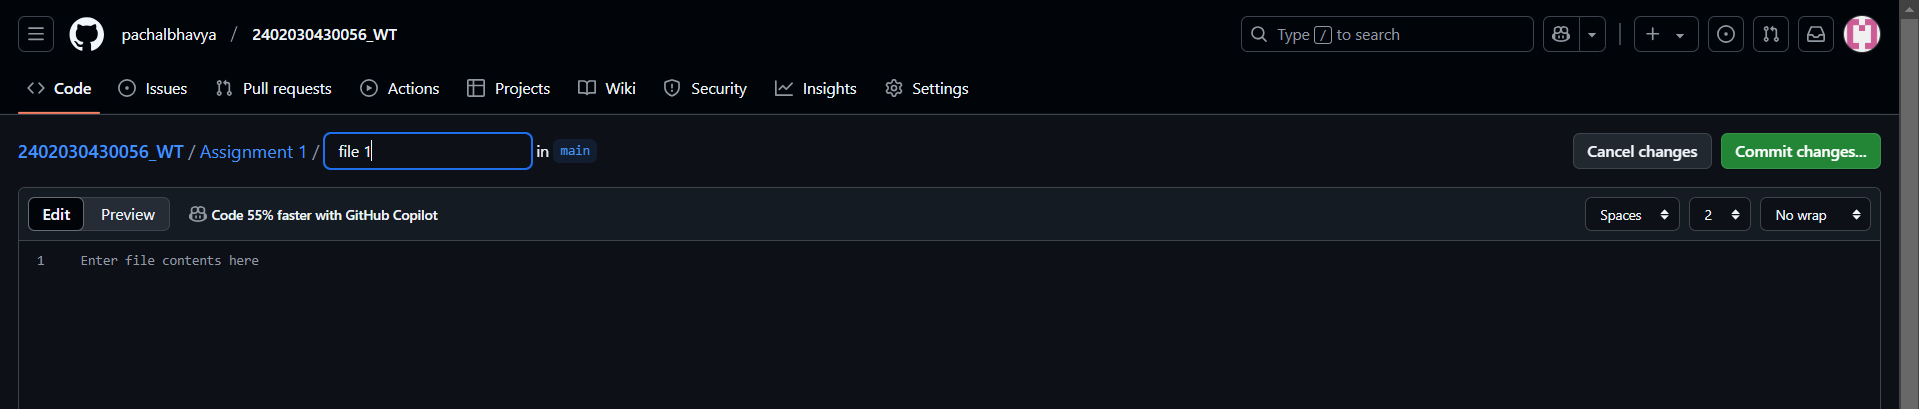 pachalbhavya / 2402030430056_WT Type / to search
Code Issues Pull requests Actions Projects Wiki Security Insights Settings
2402030430056_WT / Assignment 1 / file 1 in main Cancel changes Commit changes...
Edit Preview Code 55% faster with GitHub Copilot Spaces 2 No wrap
1 Enter file contents here